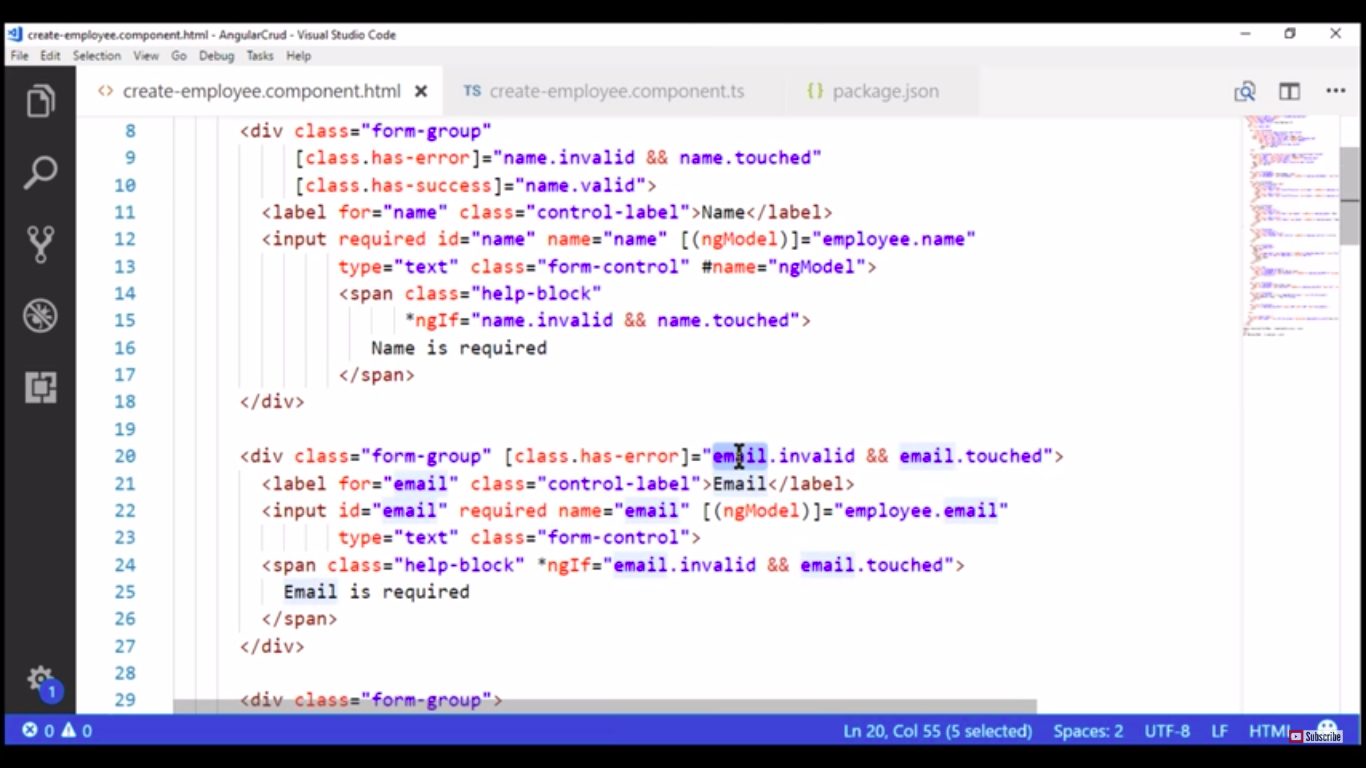 create-employee.component.html - AngularCrud - Visual Studio Code
File Edit Selection View Go Debug Tasks Help
<> create-employee.component.html × TS create-employee.component.ts {} package.json
8 <div class="form-group"
9 [class.has-error]="name.invalid && name.touched"
10 [class.has-success]="name.valid">
11 <label for="name" class="control-label">Name</label>
12 <input required id="name" name="name" [(ngModel)]="employee.name"
13 type="text" class="form-control" #name="ngModel">
14 <span class="help-block"
15 *ngIf="name.invalid && name.touched">
16 Name is required
17 </span>
18 </div>
19
20 <div class="form-group" [class.has-error]="email.invalid && email.touched">
21 <label for="email" class="control-label">Email</label>
22 <input id="email" required name="email" [(ngModel)]="employee.email"
23 type="text" class="form-control">
24 <span class="help-block" *ngIf="email.invalid && email.touched">
25 Email is required
26 </span>
27 </div>
28
29 <div class="form-group">
1
0 0 Ln 20, Col 55 (5 selected) Spaces: 2 UTF-8 LF HTML
Subscribe